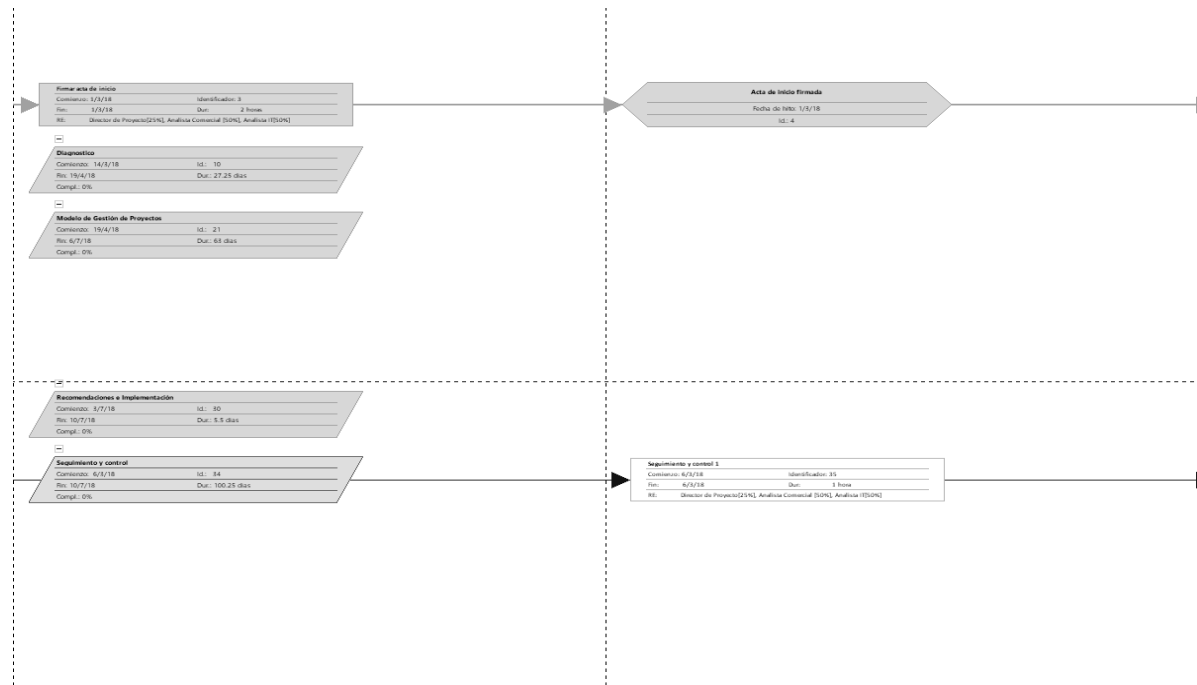 Firmar acta de inicio
Comienzo: 1/3/18 Identificador: 3
Fin: 1/3/18 Dur: 2 horas
RE: Director de Proyecto[25%], Analista Comercial [50%], Analista IT[50%]
Acta de inicio firmada
Fecha de hito: 1/3/18
Id.: 4
Diagnostico
Comienzo: 14/3/18 Id.: 10
Fin: 19/4/18 Dur.: 27.25 dias
Compl.: 0%
Modelo de Gestión de Proyectos
Comienzo: 19/4/18 Id.: 21
Fin: 6/7/18 Dur.: 63 dias
Compl.: 0%
Recomendaciones e Implementación
Comienzo: 3/7/18 Id.: 30
Fin: 10/7/18 Dur.: 5.5 dias
Compl.: 0%
Seguimiento y control
Comienzo: 6/3/18 Id.: 34
Fin: 10/7/18 Dur.: 100.25 dias
Compl.: 0%
Seguimiento y control 1
Comienzo: 6/3/18 Identificador: 35
Fin: 6/3/18 Dur: 1 hora
RE: Director de Proyecto[25%], Analista Comercial [50%], Analista IT[50%]